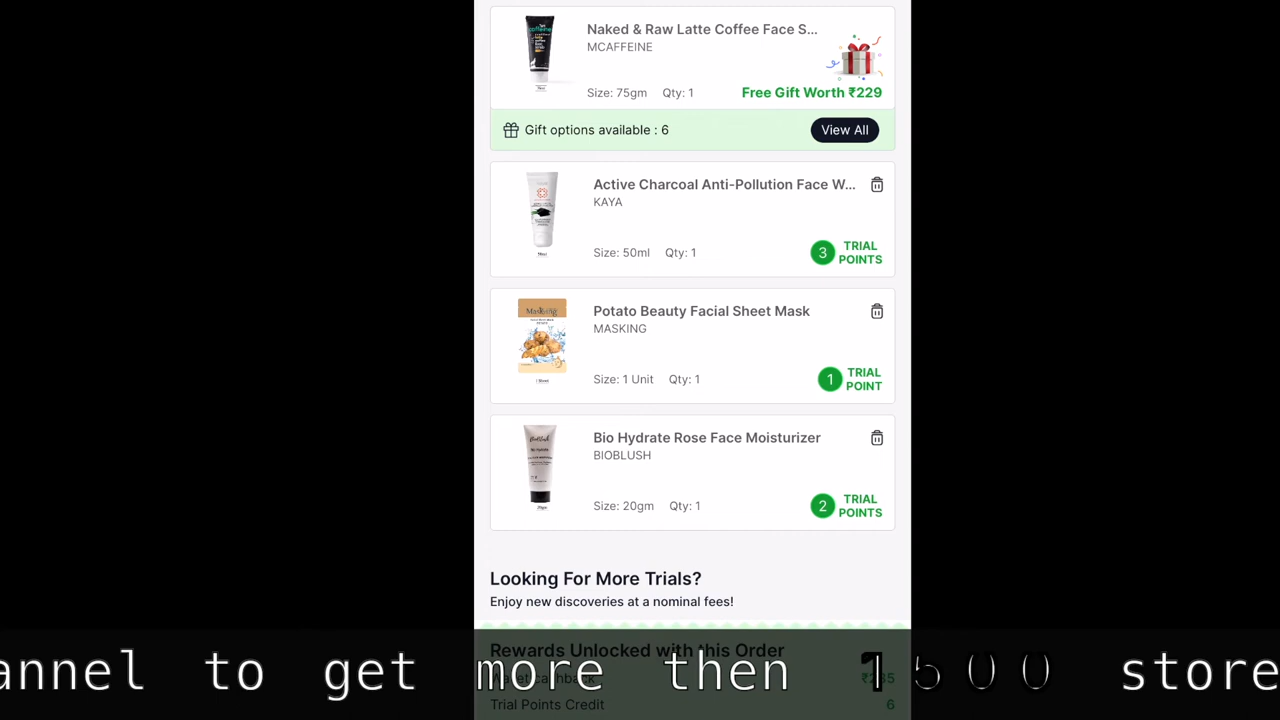 Naked & Raw Latte Coffee Face S...
MCAFFEINE
Size: 75gm Qty: 1
Free Gift Worth ₹229
Gift options available : 6
View All
Active Charcoal Anti-Pollution Face W...
KAYA
Size: 50ml Qty: 1
3 TRIAL
POINTS
Potato Beauty Facial Sheet Mask
MASKING
Size: 1 Unit Qty: 1
1 TRIAL
POINT
Bio Hydrate Rose Face Moisturizer
BIOBLUSH
Size: 20gm Qty: 1
2 TRIAL
POINTS
Looking For More Trials?
Enjoy new discoveries at a nominal fees!
Rewards Unlocked with this Order
annel to get more then 1500 store
Trial Points Credit 6